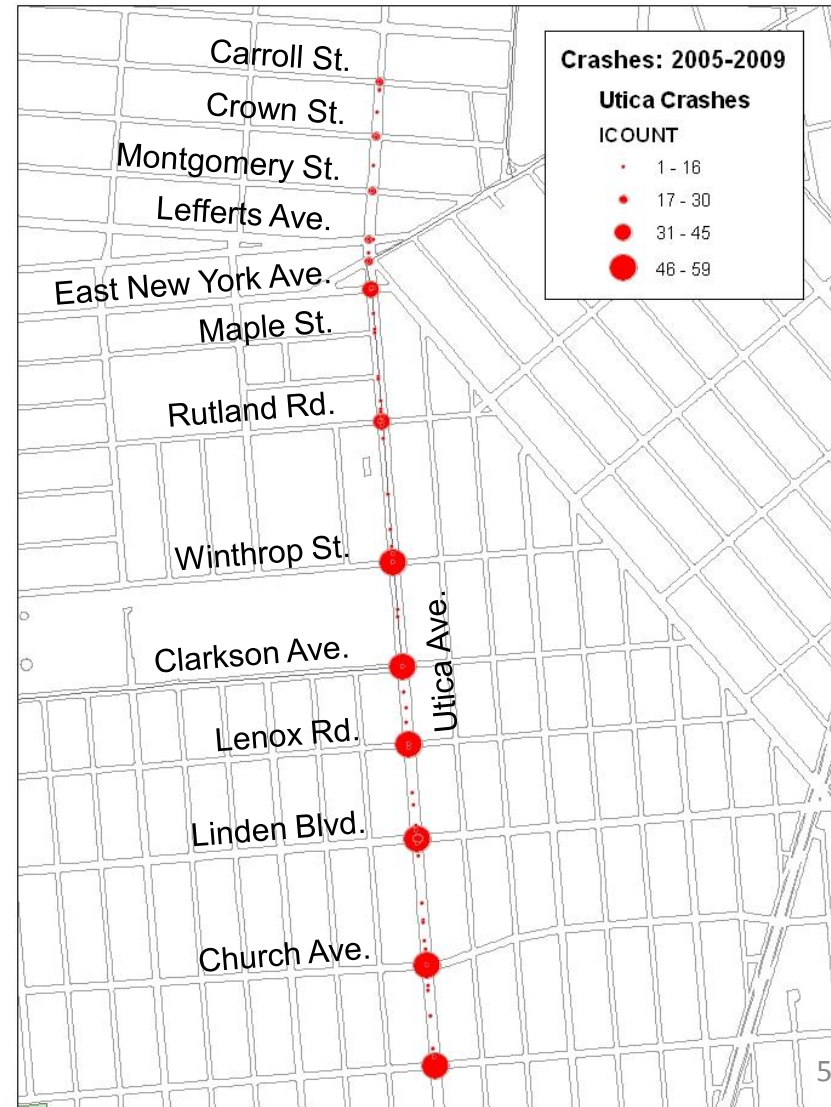 Crashes: 2005-2009
Utica Crashes
ICOUNT
1 - 16
17 - 30
31 - 45
46 - 59
Carroll St.
Crown St.
Montgomery St.
Lefferts Ave.
East New York Ave.
Maple St.
Rutland Rd.
Winthrop St.
Clarkson Ave.
Utica Ave.
Lenox Rd.
Linden Blvd.
Church Ave.
5